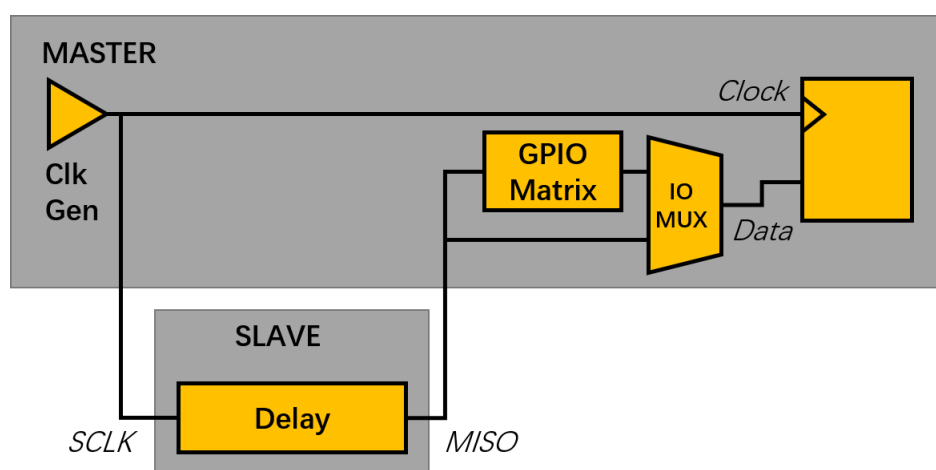 MASTER
Clk
Gen
Clock
GPIO
Matrix
IO
MUX
Data
SLAVE
Delay
SCLK
MISO